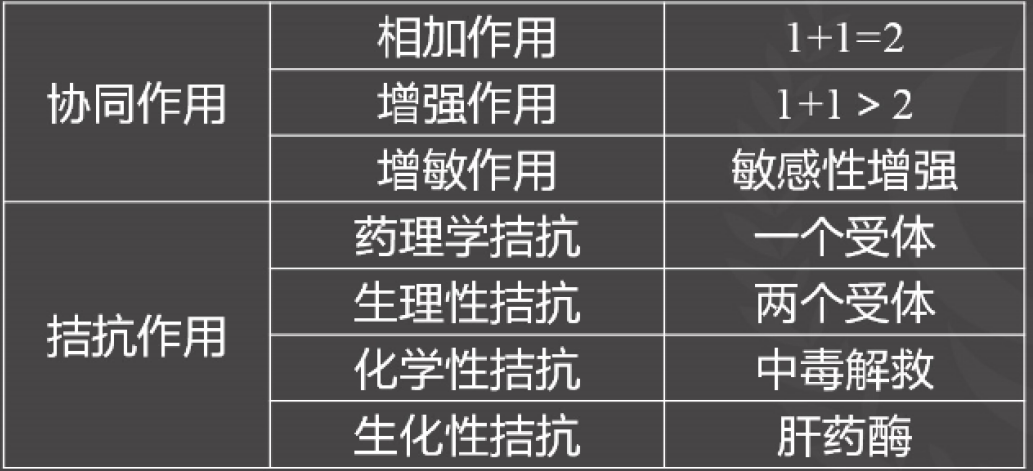 协同作用
相加作用
1+1=2
增强作用
1+1 > 2
增敏作用
敏感性增强
拮抗作用
药理学拮抗
一个受体
生理性拮抗
两个受体
化学性拮抗
中毒解救
生化性拮抗
肝药酶